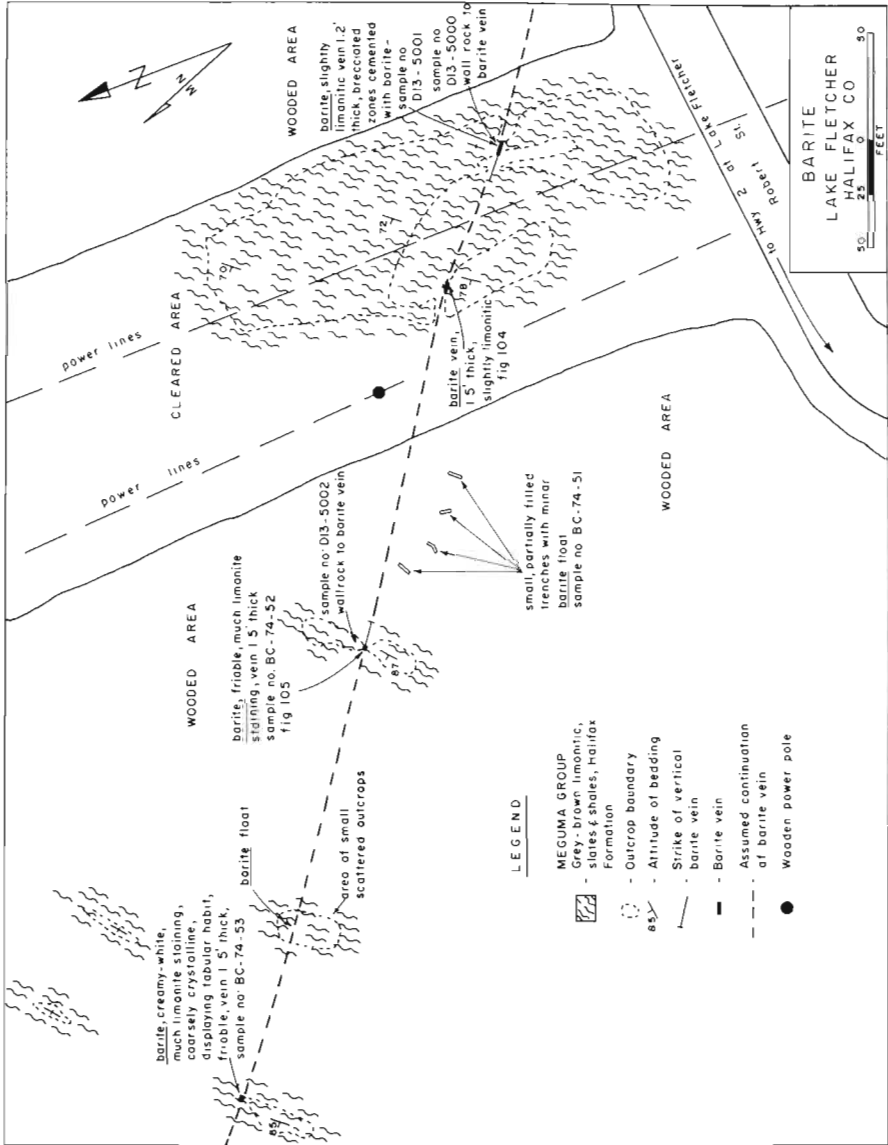 WOODED AREA
barite, slightly
limanitic vein 1.2'
thick, brecciated
zones cemented
with barite-
sample no
D13-5001
sample no
D13-5000
wall rock to
barite vein
N
MN
CLEARED AREA
power lines
power lines
70
72
78
barite vein,
1 5' thick,
slightly limonitic
fig 104
to Hwy 2 at Lake Fletcher
Robert St.
WOODED AREA
WOODED AREA
barite, friable, much limonite
staining, vein 1 5' thick
sample no. BC-74-52
fig 105
sample no D13-5002
wallrock to barite vein
87
small, partially filled
trenches with minar
barite float
sample no BC-74-51
barite, creamy-white,
much limonite staining,
coarsely crystalline,
displaying tabular habit,
friable, vein 1 5' thick,
sample no BC-74-53
barite float
area of small
scattered outcrops
85
LEGEND
MEGUMA GROUP
- Grey-brown limonitic,
slates & shales, Halifax
Formation
- Outcrop boundary
85 - Attitude of bedding
- Strike of vertical
barite vein
- Barite vein
- Assumed continuation
of barite vein
- Wooden power pole
BARITE
LAKE FLETCHER
HALIFAX CO
50 25 0 50
FEET